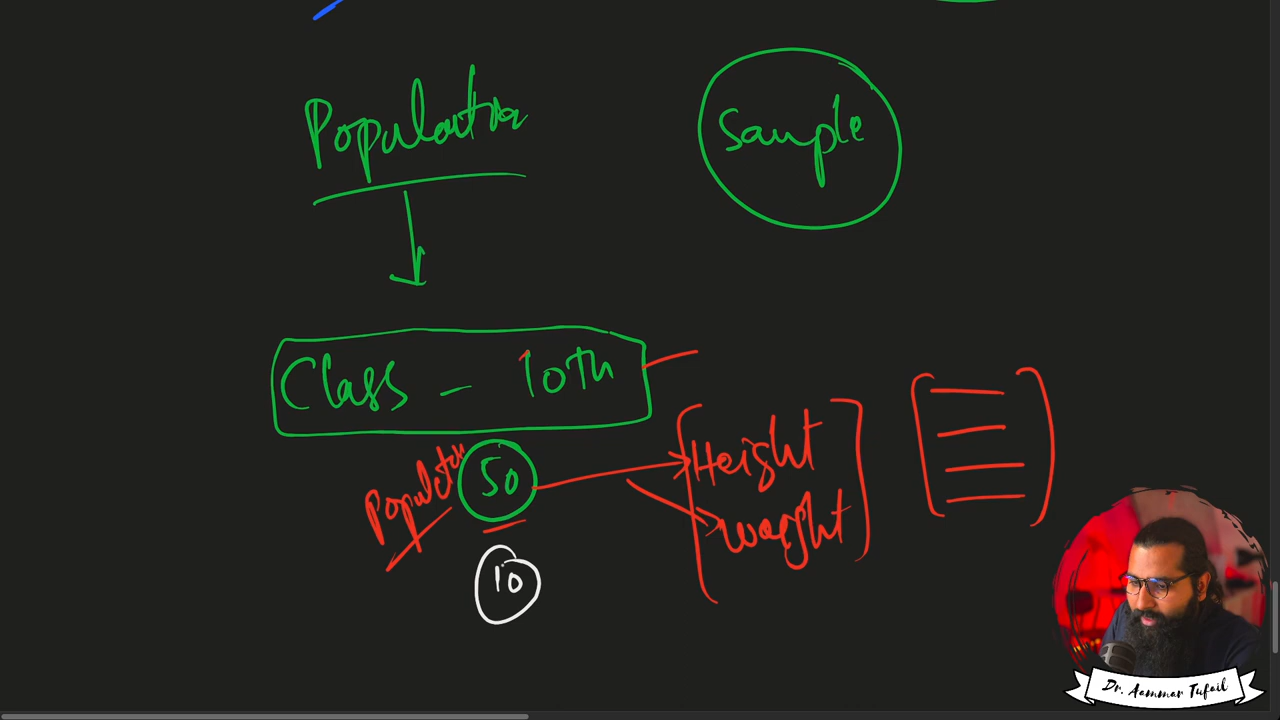 Population
Sample
Class - 10th
Population
50
Height
weight
10
Dr. Aammar Tufail